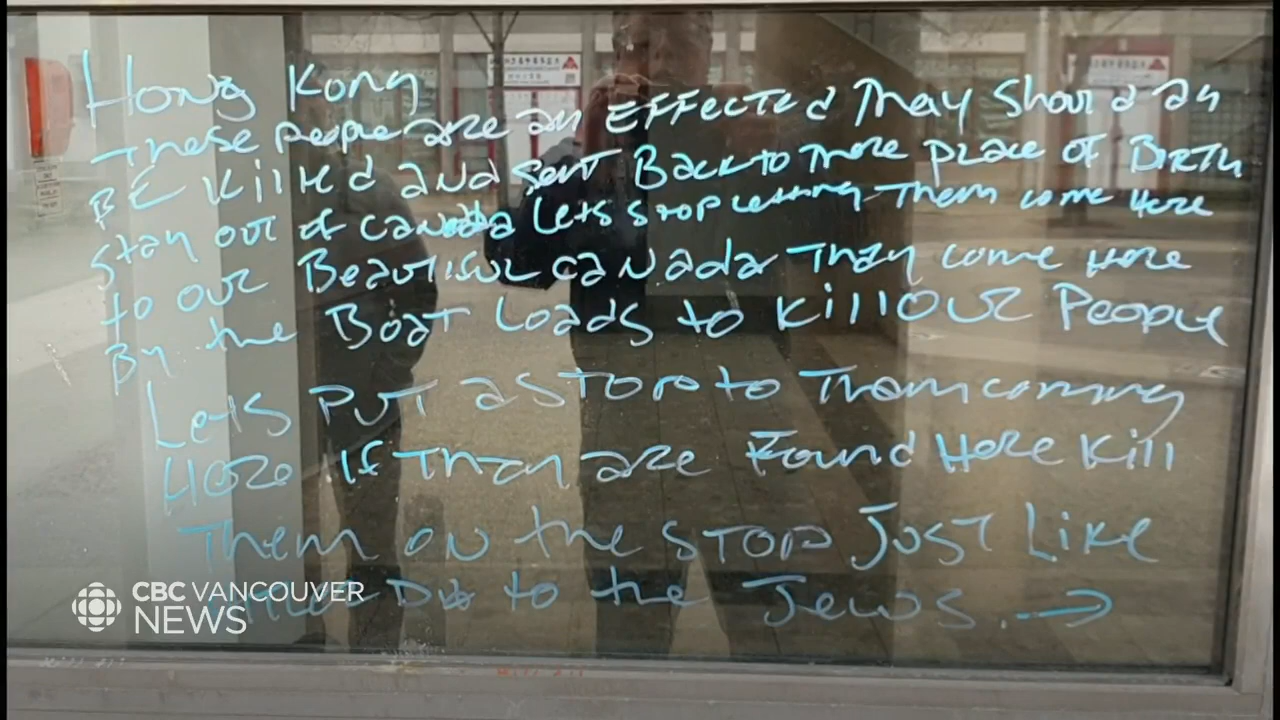 Hong Kong
These people are an EFFECTEd They Should an
BE Killed and Sent Back to There place of BIRTH
Stay out of Canada Lets stop letting Them come Here
to our Beautiful canada They come Here
By the Boat Loads to Kill Our People
Lets PUT a STOP to Them coming
Here If They are Found Here Kill
Them on the STOP Just Like
to the Jews. →
CBC VANCOUVER
NEWS